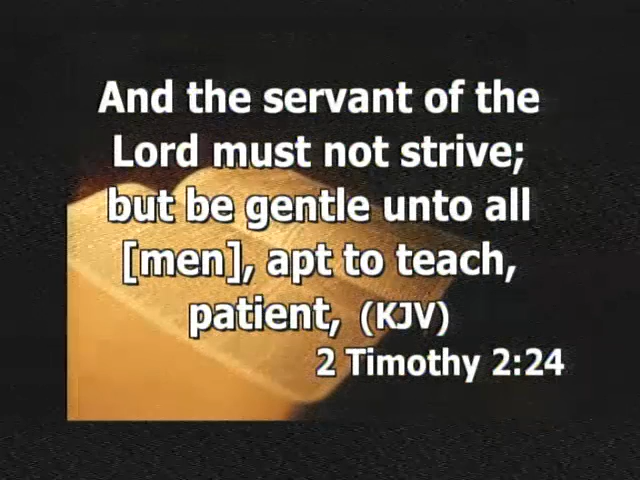 And the servant of the
Lord must not strive;
but be gentle unto all
[men], apt to teach,
patient, (KJV)
2 Timothy 2:24